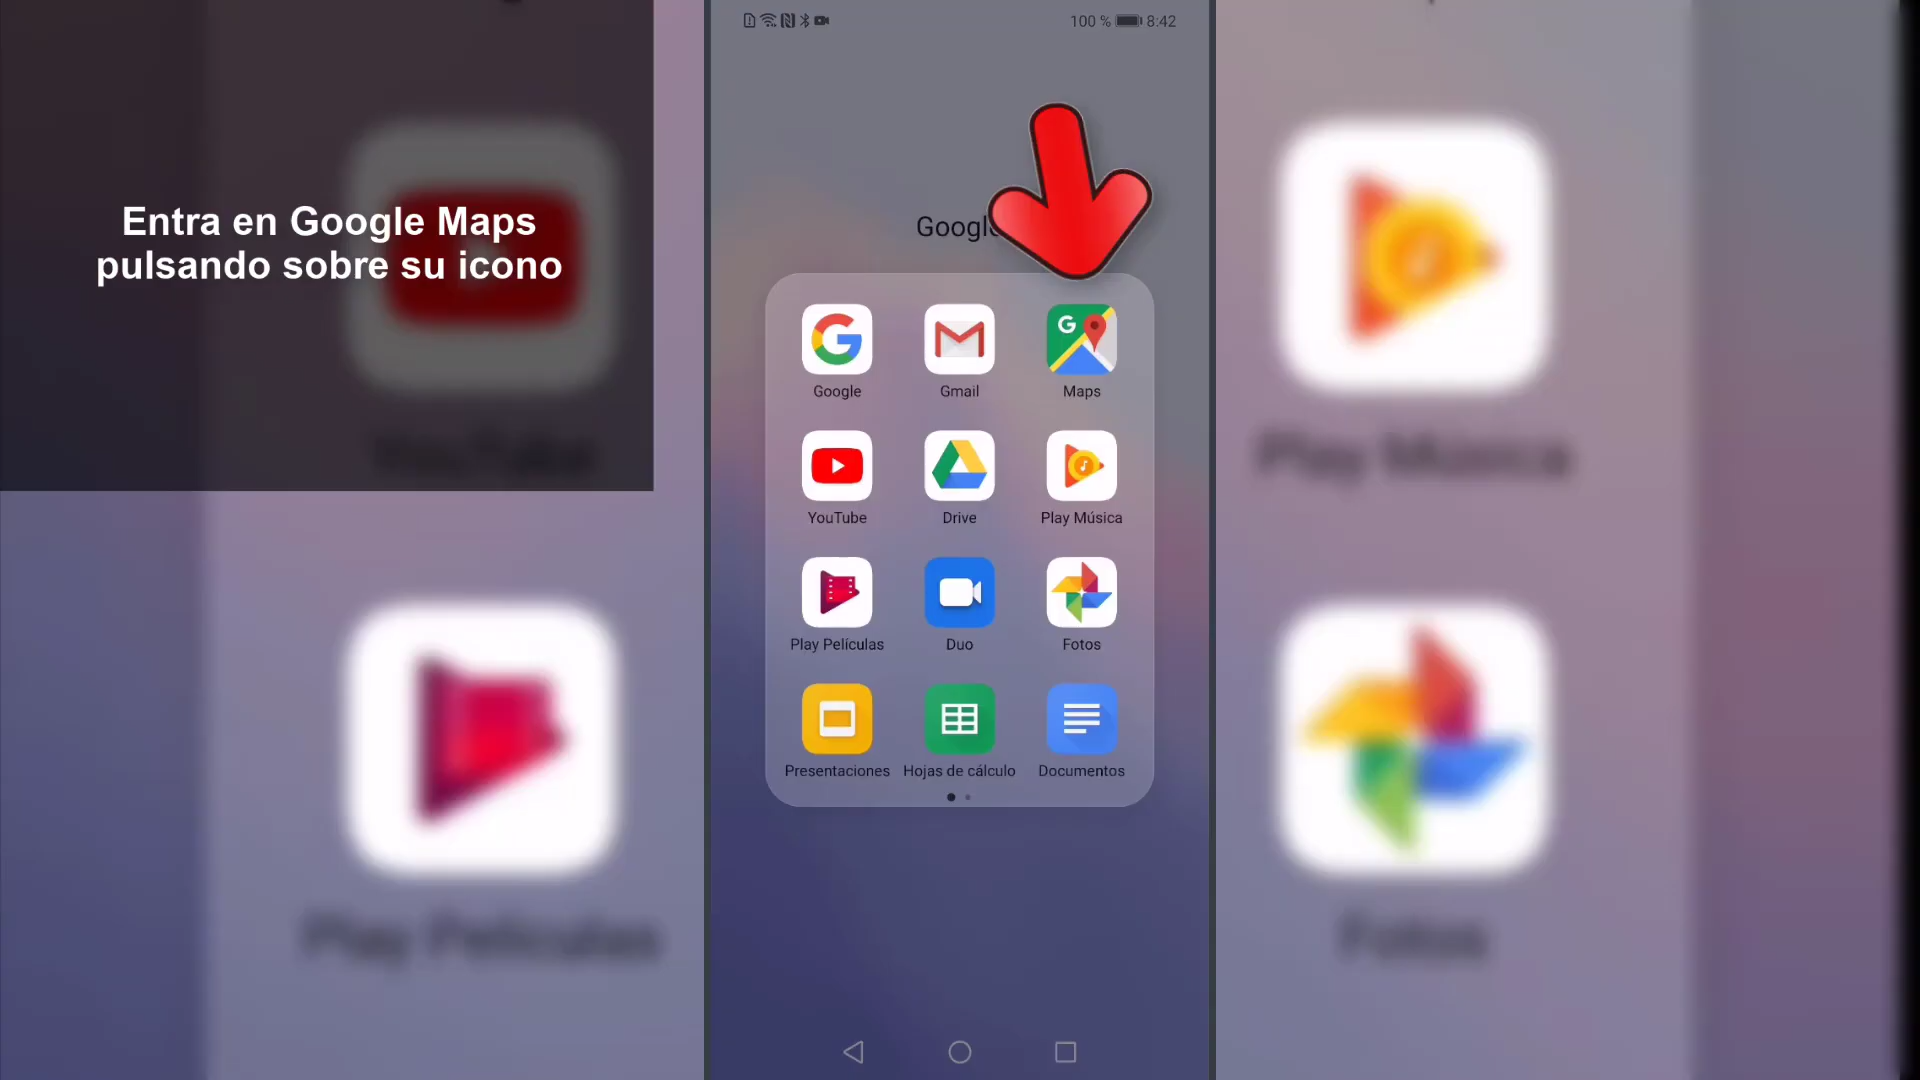 Entra en Google Maps
pulsando sobre su icono
100 % 8:42
Googl
Google
Gmail
Maps
YouTube
Drive
Play Música
Play Películas
Duo
Fotos
Presentaciones
Hojas de cálculo
Documentos
YouTube
Play Música
Play Películas
Fotos